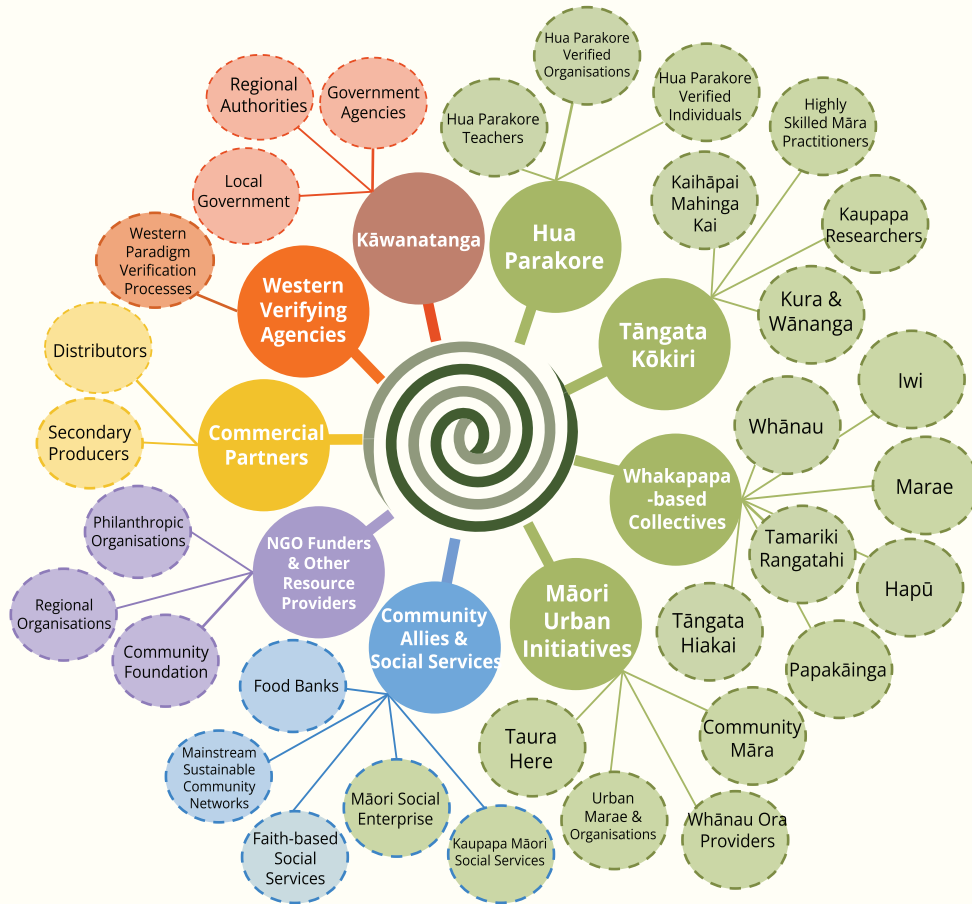 Kāwanatanga
Regional
Authorities
Government
Agencies
Local
Government
Hua
Parakore
Hua Parakore
Teachers
Hua Parakore
Verified
Organisations
Hua Parakore
Verified
Individuals
Tāngata
Kōkiri
Highly
Skilled Māra
Practitioners
Kaihāpai
Mahinga
Kai
Kaupapa
Researchers
Kura &
Wānanga
Whakapapa
-based
Collectives
Whānau
Iwi
Marae
Tamariki
Rangatahi
Hapū
Tāngata
Hiakai
Papakāinga
Māori
Urban
Initiatives
Community
Māra
Taura
Here
Urban
Marae &
Organisations
Whānau Ora
Providers
Community
Allies &
Social Services
Food Banks
Mainstream
Sustainable
Community
Networks
Faith-based
Social
Services
Māori Social
Enterprise
Kaupapa Māori
Social Services
NGO Funders
& Other
Resource
Providers
Philanthropic
Organisations
Regional
Organisations
Community
Foundation
Commercial
Partners
Distributors
Secondary
Producers
Western
Verifying
Agencies
Western
Paradigm
Verification
Processes